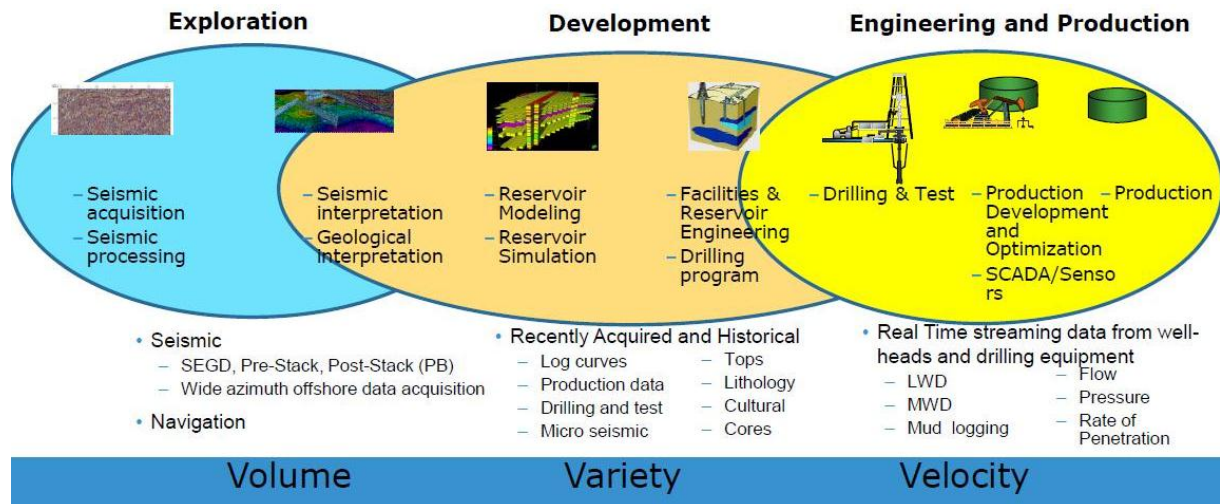 Exploration
Development
Engineering and Production
– Seismic
acquisition
– Seismic
processing
– Seismic
interpretation
– Geological
interpretation
– Reservoir
Modeling
– Reservoir
Simulation
– Facilities &
Reservoir
Engineering
– Drilling
program
– Drilling & Test
– Production
Development
and
Optimization
– SCADA/Senso
rs
– Production
• Seismic
– SEGD, Pre-Stack, Post-Stack (PB)
– Wide azimuth offshore data acquisition
• Navigation
• Recently Acquired and Historical
– Log curves
– Production data
– Drilling and test
– Micro seismic
– Tops
– Lithology
– Cultural
– Cores
• Real Time streaming data from well-
heads and drilling equipment
– LWD
– MWD
– Mud logging
– Flow
– Pressure
– Rate of
Penetration
Volume
Variety
Velocity